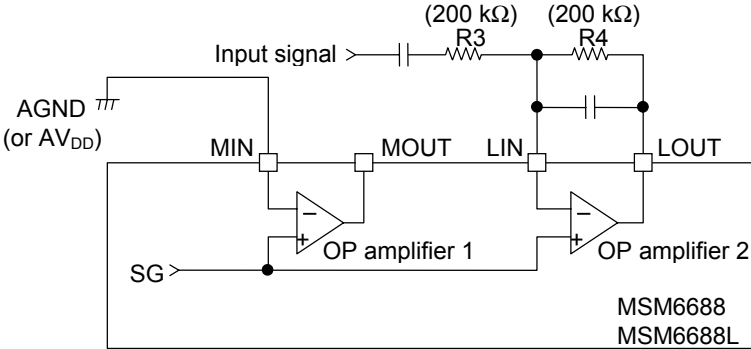 (200 kΩ) (200 kΩ)
R3 R4
Input signal
AGND
(or AV_DD)
MIN MOUT LIN LOUT
− −
+ +
OP amplifier 1 OP amplifier 2
SG
MSM6688
MSM6688L